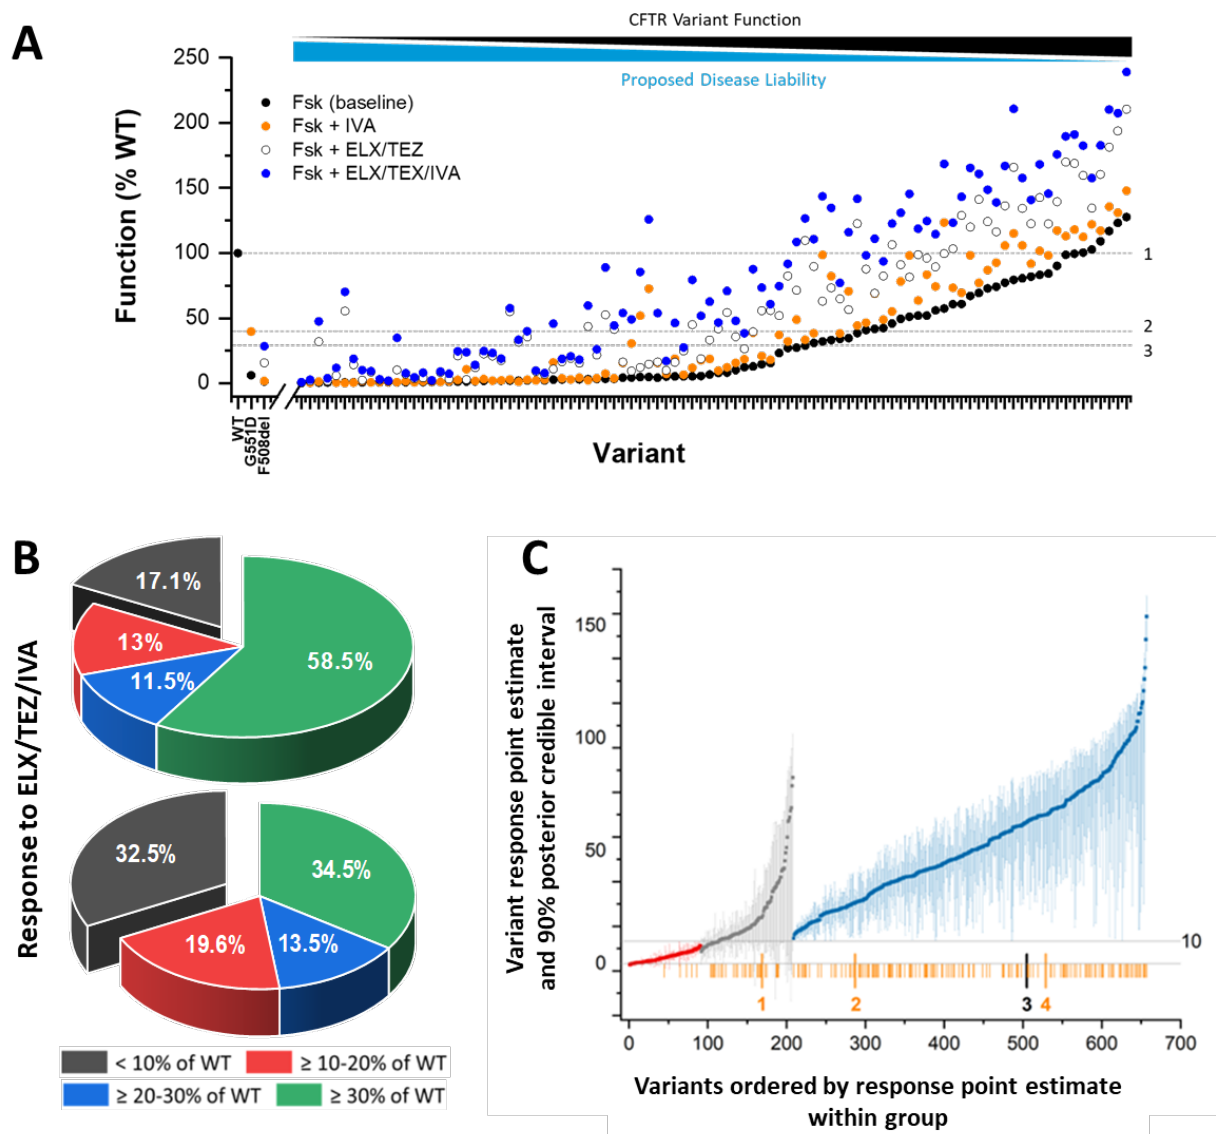 A
CFTR Variant Function
Proposed Disease Liability
Function (% WT)
250
200
150
100
50
0
Fsk (baseline)
Fsk + IVA
Fsk + ELX/TEZ
Fsk + ELX/TEX/IVA
1
2
3
WT
G551D
F508del
Variant
B
Response to ELX/TEZ/IVA
17.1%
13%
11.5%
58.5%
32.5%
34.5%
19.6%
13.5%
< 10% of WT
≥ 10-20% of WT
≥ 20-30% of WT
≥ 30% of WT
C
Variant response point estimate
and 90% posterior credible interval
150
100
50
0
10
1
2
3
4
0 100 200 300 400 500 600 700
Variants ordered by response point estimate
within group